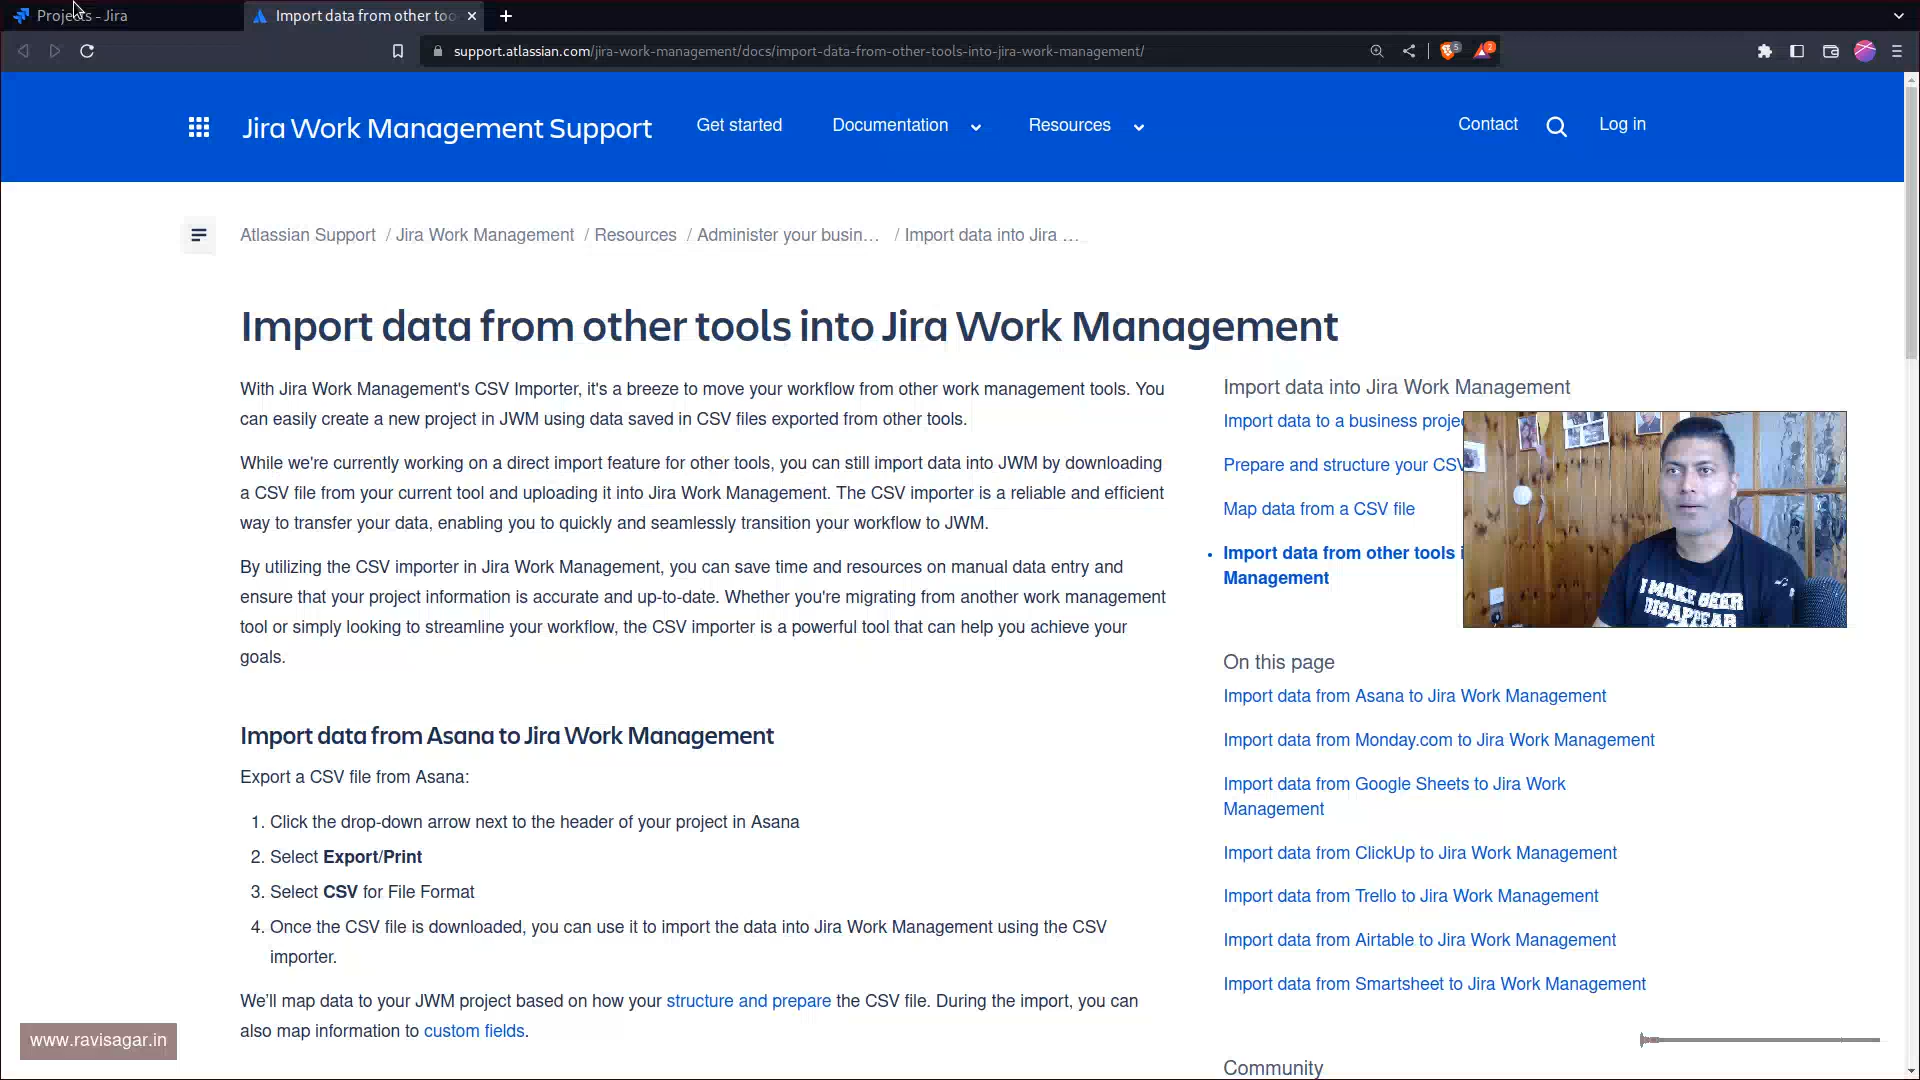 Projects - Jira
Import data from other too
support.atlassian.com/jira-work-management/docs/import-data-from-other-tools-into-jira-work-management/
5
2
Jira Work Management Support
Get started
Documentation
Resources
Contact
Log in
Atlassian Support / Jira Work Management / Resources / Administer your busin… / Import data into Jira …
Import data from other tools into Jira Work Management
With Jira Work Management's CSV Importer, it's a breeze to move your workflow from other work management tools. You
can easily create a new project in JWM using data saved in CSV files exported from other tools.
While we're currently working on a direct import feature for other tools, you can still import data into JWM by downloading
a CSV file from your current tool and uploading it into Jira Work Management. The CSV importer is a reliable and efficient
way to transfer your data, enabling you to quickly and seamlessly transition your workflow to JWM.
By utilizing the CSV importer in Jira Work Management, you can save time and resources on manual data entry and
ensure that your project information is accurate and up-to-date. Whether you're migrating from another work management
tool or simply looking to streamline your workflow, the CSV importer is a powerful tool that can help you achieve your
goals.
Import data from Asana to Jira Work Management
Export a CSV file from Asana:
1. Click the drop-down arrow next to the header of your project in Asana
2. Select Export/Print
3. Select CSV for File Format
4. Once the CSV file is downloaded, you can use it to import the data into Jira Work Management using the CSV
importer.
We'll map data to your JWM project based on how your structure and prepare the CSV file. During the import, you can
also map information to custom fields.
Import data into Jira Work Management
Import data to a business projec
Prepare and structure your CSV
Map data from a CSV file
• Import data from other tools i
Management
I MAKE BEER
DISAPPEAR
On this page
Import data from Asana to Jira Work Management
Import data from Monday.com to Jira Work Management
Import data from Google Sheets to Jira Work
Management
Import data from ClickUp to Jira Work Management
Import data from Trello to Jira Work Management
Import data from Airtable to Jira Work Management
Import data from Smartsheet to Jira Work Management
Community
www.ravisagar.in